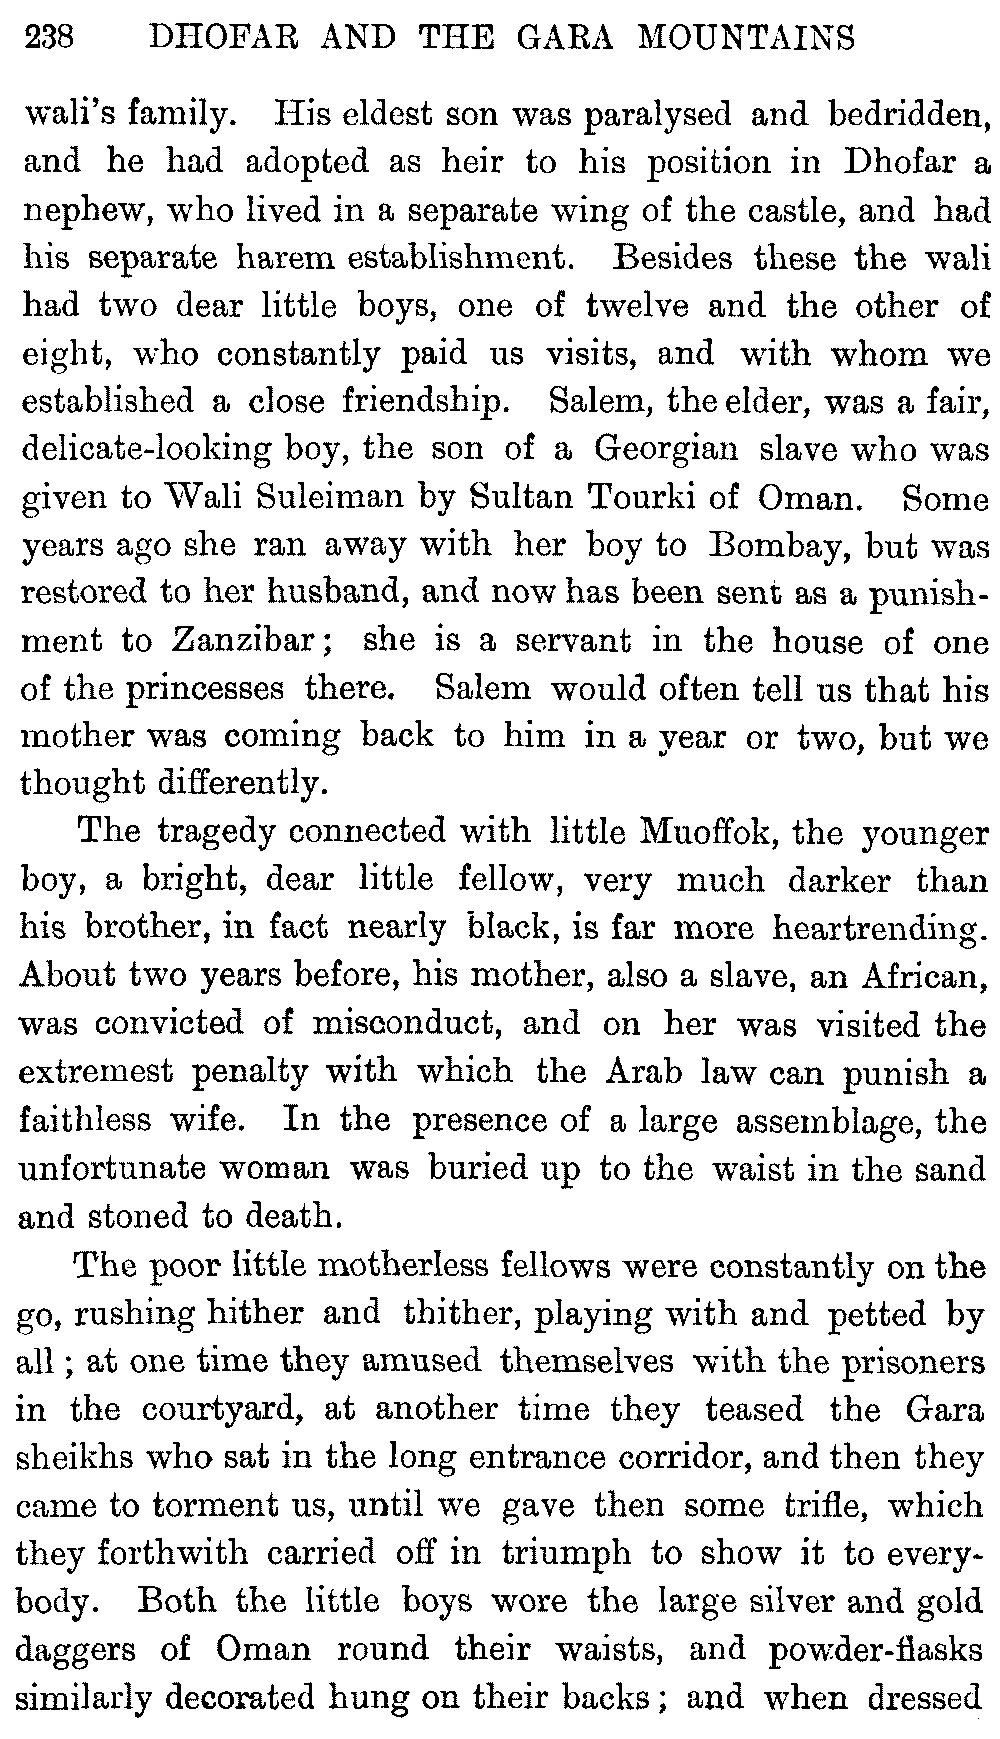 238 DHOFAR AND THE GARA MOUNTAINS
wali's family. His eldest son was paralysed and bedridden,
and he had adopted as heir to his position in Dhofar a
nephew, who lived in a separate wing of the castle, and had
his separate harem establishment. Besides these the wali
had two dear little boys, one of twelve and the other of
eight, who constantly paid us visits, and with whom we
established a close friendship. Salem, the elder, was a fair,
delicate-looking boy, the son of a Georgian slave who was
given to Wali Suleiman by Sultan Tourki of Oman. Some
years ago she ran away with her boy to Bombay, but was
restored to her husband, and now has been sent as a punish-
ment to Zanzibar; she is a servant in the house of one
of the princesses there. Salem would often tell us that his
mother was coming back to him in a year or two, but we
thought differently.
The tragedy connected with little Muoffok, the younger
boy, a bright, dear little fellow, very much darker than
his brother, in fact nearly black, is far more heartrending.
About two years before, his mother, also a slave, an African,
was convicted of misconduct, and on her was visited the
extremest penalty with which the Arab law can punish a
faithless wife. In the presence of a large assemblage, the
unfortunate woman was buried up to the waist in the sand
and stoned to death.
The poor little motherless fellows were constantly on the
go, rushing hither and thither, playing with and petted by
all; at one time they amused themselves with the prisoners
in the courtyard, at another time they teased the Gara
sheikhs who sat in the long entrance corridor, and then they
came to torment us, until we gave then some trifle, which
they forthwith carried off in triumph to show it to every-
body. Both the little boys wore the large silver and gold
daggers of Oman round their waists, and powder-flasks
similarly decorated hung on their backs; and when dressed